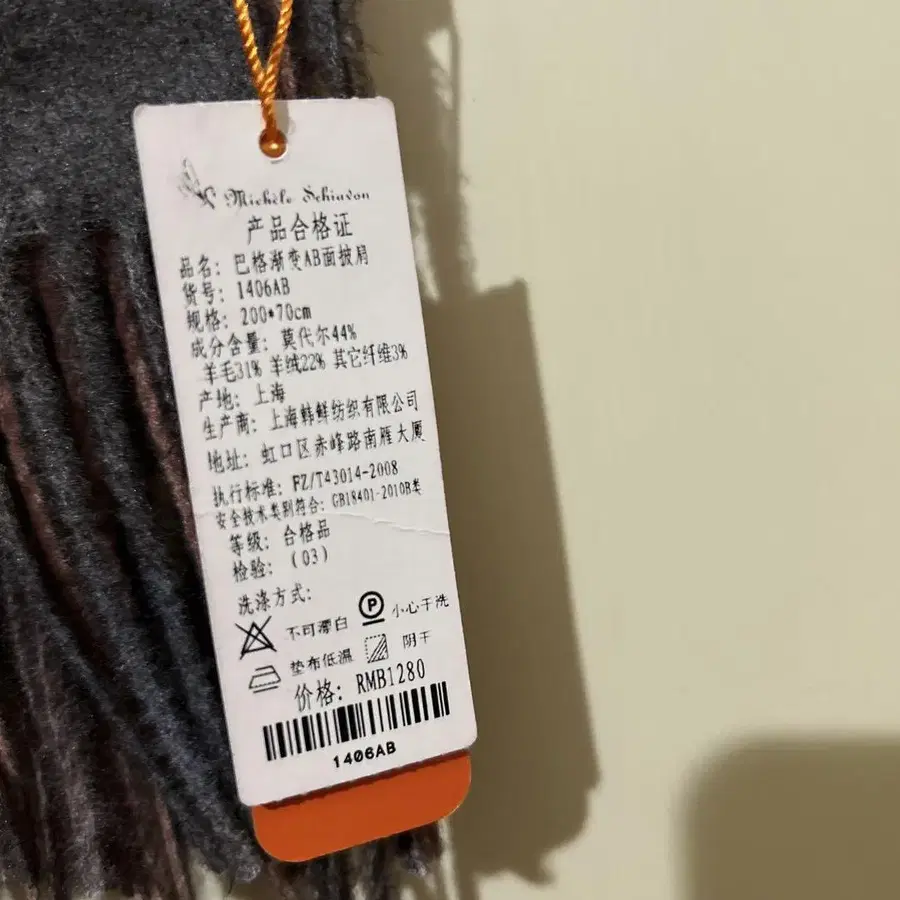 Michèle Schiavon
产品合格证
品名: 巴格渐变AB面披肩
货号: 1406AB
规格: 200*70cm
成分含量: 莫代尔44%
羊毛31% 羊绒22% 其它纤维3%
产地: 上海
生产商: 上海韩鲜纺织有限公司
地址: 虹口区赤峰路南雁大厦
执行标准: FZ/T43014-2008
安全技术类别符合: GB18401-2010B类
等级: 合格品
检验: (03)
洗涤方式:
不可漂白 P 小心干洗
垫布低温 阴干
价格: RMB1280
1406AB